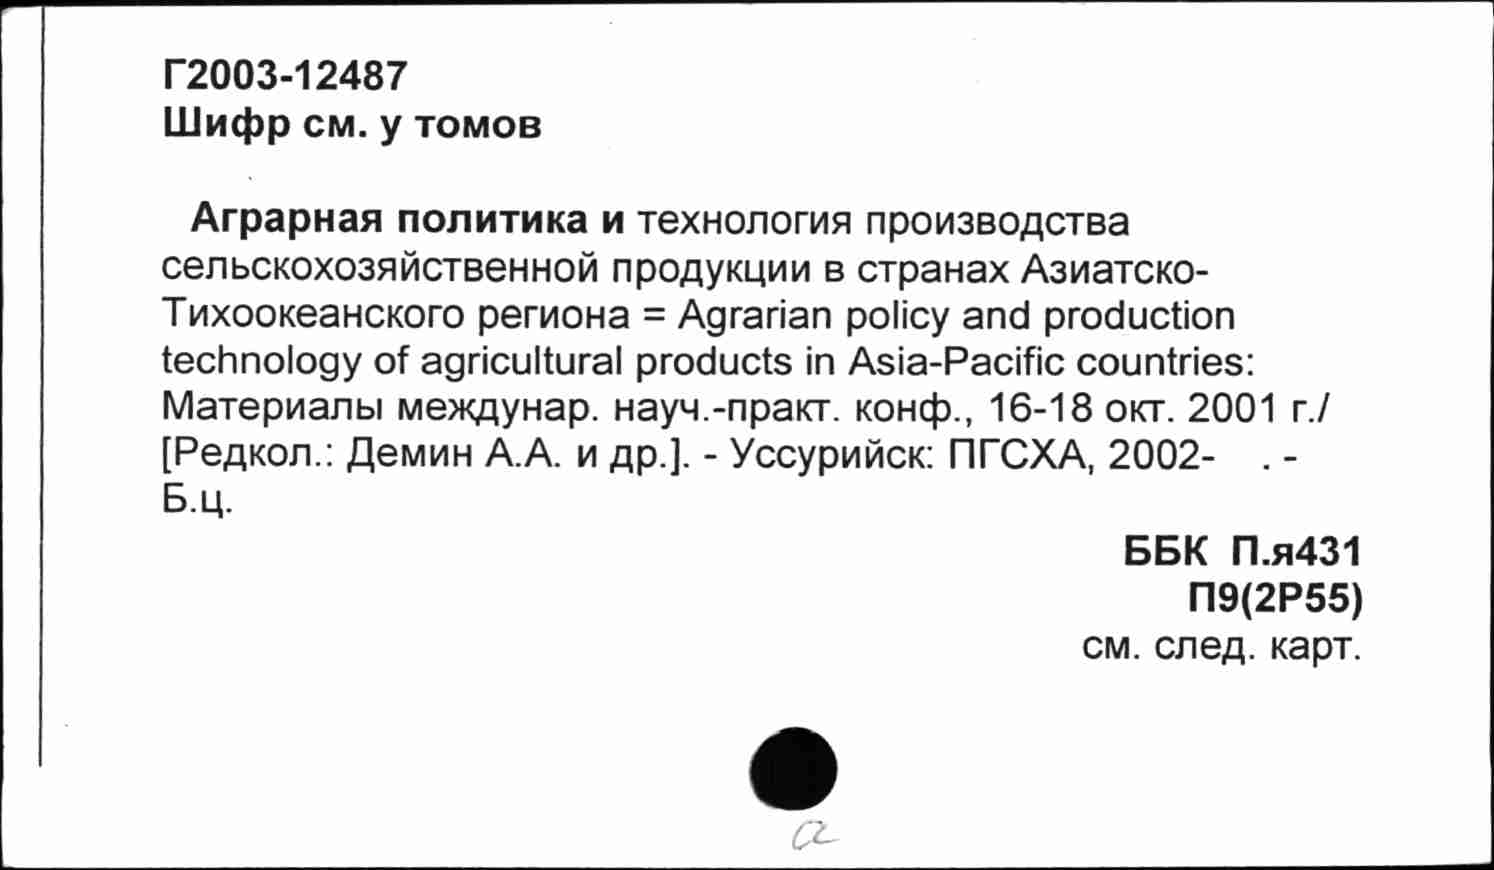 Г2003-12487
Шифр см. у томов
Аграрная политика и технология производства
сельскохозяйственной продукции в странах Азиатско-
Тихоокеанского региона = Agrarian policy and production
technology of agricultural products in Asia-Pacific countries:
Материалы междунар. науч.-практ. конф., 16-18 окт. 2001 г./
[Редкол.: Демин А.А. и др.]. - Уссурийск: ПГСХА, 2002-    . -
Б.ц.
ББК П.я431
П9(2Р55)
см. след. карт.
а